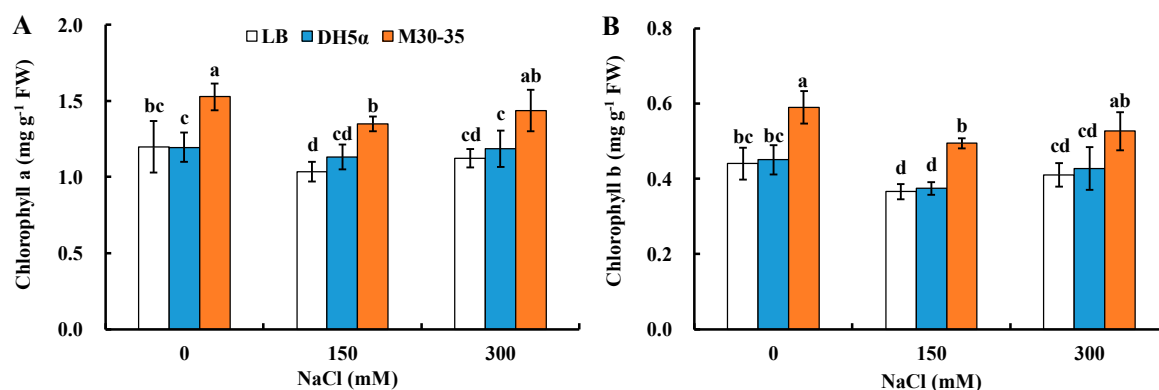 A
LB DH5α M30-35
Chlorophyll a (mg g⁻¹ FW)
2.0
1.5
1.0
0.5
0.0
bc c a
d cd b
cd c ab
0 150 300
NaCl (mM)
B
Chlorophyll b (mg g⁻¹ FW)
0.8
0.6
0.4
0.2
0.0
bc bc a
d d b
cd cd ab
0 150 300
NaCl (mM)